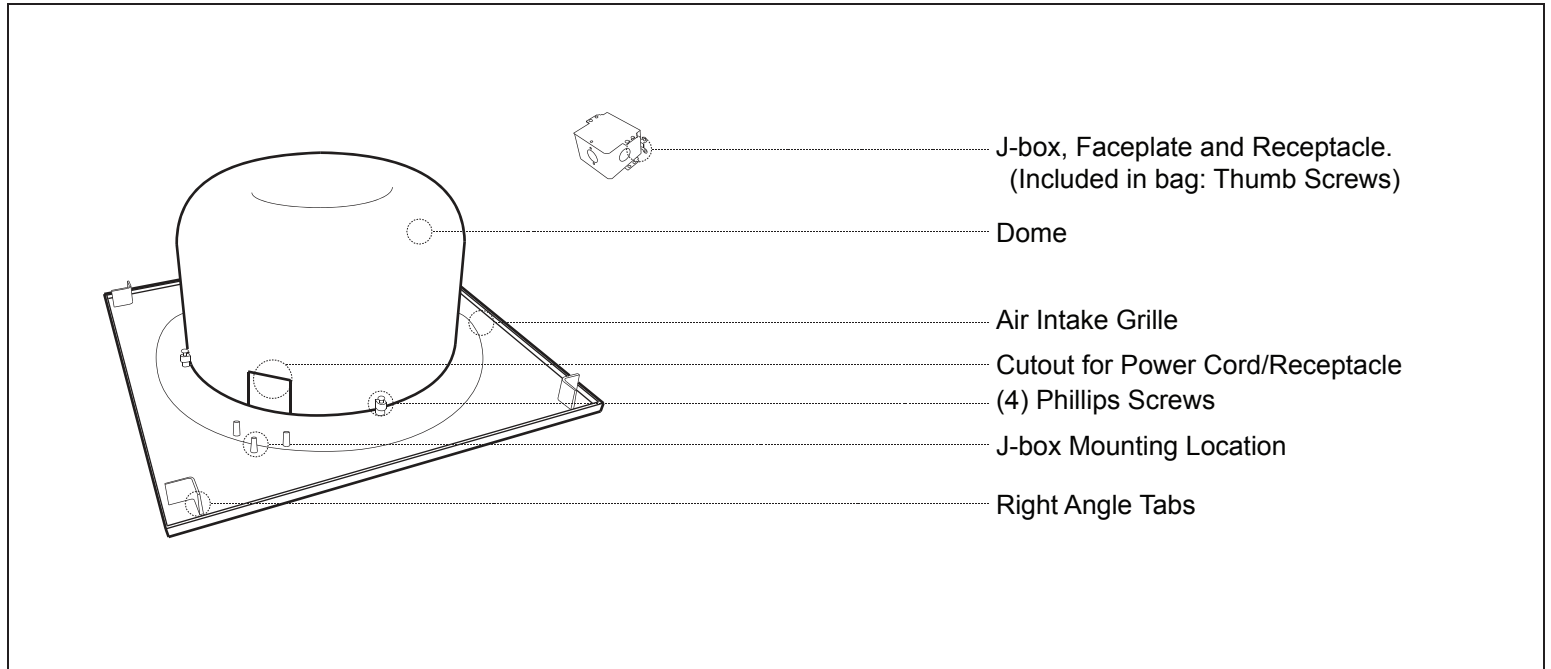 J-box, Faceplate and Receptacle.
(Included in bag: Thumb Screws)
Dome
Air Intake Grille
Cutout for Power Cord/Receptacle
(4) Phillips Screws
J-box Mounting Location
Right Angle Tabs